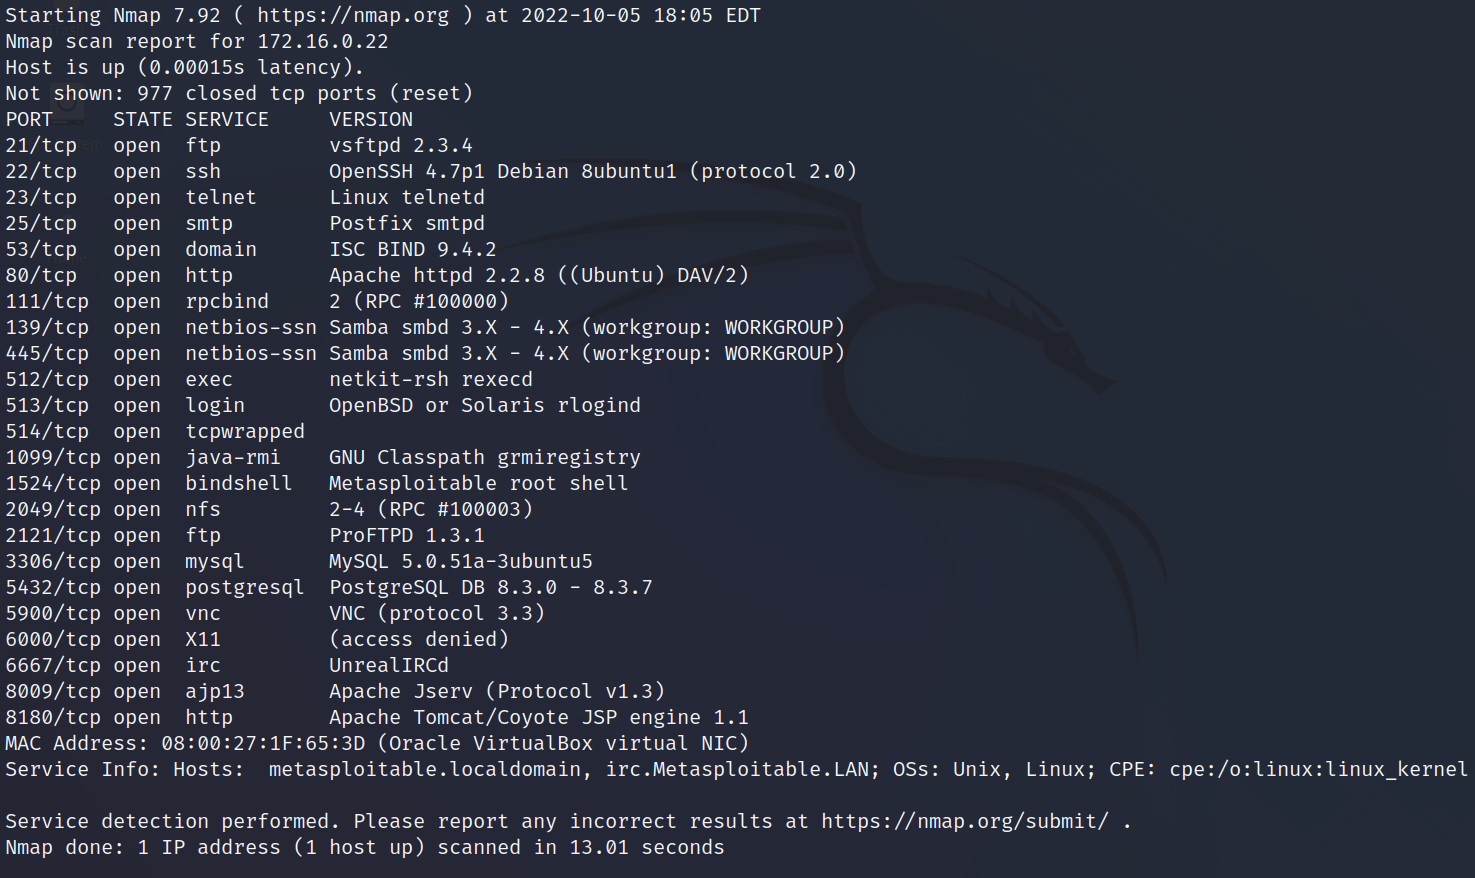 Starting Nmap 7.92 ( https://nmap.org ) at 2022-10-05 18:05 EDT
Nmap scan report for 172.16.0.22
Host is up (0.00015s latency).
Not shown: 977 closed tcp ports (reset)
PORT     STATE SERVICE     VERSION
21/tcp   open  ftp         vsftpd 2.3.4
22/tcp   open  ssh         OpenSSH 4.7p1 Debian 8ubuntu1 (protocol 2.0)
23/tcp   open  telnet      Linux telnetd
25/tcp   open  smtp        Postfix smtpd
53/tcp   open  domain      ISC BIND 9.4.2
80/tcp   open  http        Apache httpd 2.2.8 ((Ubuntu) DAV/2)
111/tcp  open  rpcbind     2 (RPC #100000)
139/tcp  open  netbios-ssn Samba smbd 3.X - 4.X (workgroup: WORKGROUP)
445/tcp  open  netbios-ssn Samba smbd 3.X - 4.X (workgroup: WORKGROUP)
512/tcp  open  exec        netkit-rsh rexecd
513/tcp  open  login       OpenBSD or Solaris rlogind
514/tcp  open  tcpwrapped
1099/tcp open  java-rmi    GNU Classpath grmiregistry
1524/tcp open  bindshell   Metasploitable root shell
2049/tcp open  nfs         2-4 (RPC #100003)
2121/tcp open  ftp         ProFTPD 1.3.1
3306/tcp open  mysql       MySQL 5.0.51a-3ubuntu5
5432/tcp open  postgresql  PostgreSQL DB 8.3.0 - 8.3.7
5900/tcp open  vnc         VNC (protocol 3.3)
6000/tcp open  X11         (access denied)
6667/tcp open  irc         UnrealIRCd
8009/tcp open  ajp13       Apache Jserv (Protocol v1.3)
8180/tcp open  http        Apache Tomcat/Coyote JSP engine 1.1
MAC Address: 08:00:27:1F:65:3D (Oracle VirtualBox virtual NIC)
Service Info: Hosts:  metasploitable.localdomain, irc.Metasploitable.LAN; OSs: Unix, Linux; CPE: cpe:/o:linux:linux_kernel

Service detection performed. Please report any incorrect results at https://nmap.org/submit/ .
Nmap done: 1 IP address (1 host up) scanned in 13.01 seconds